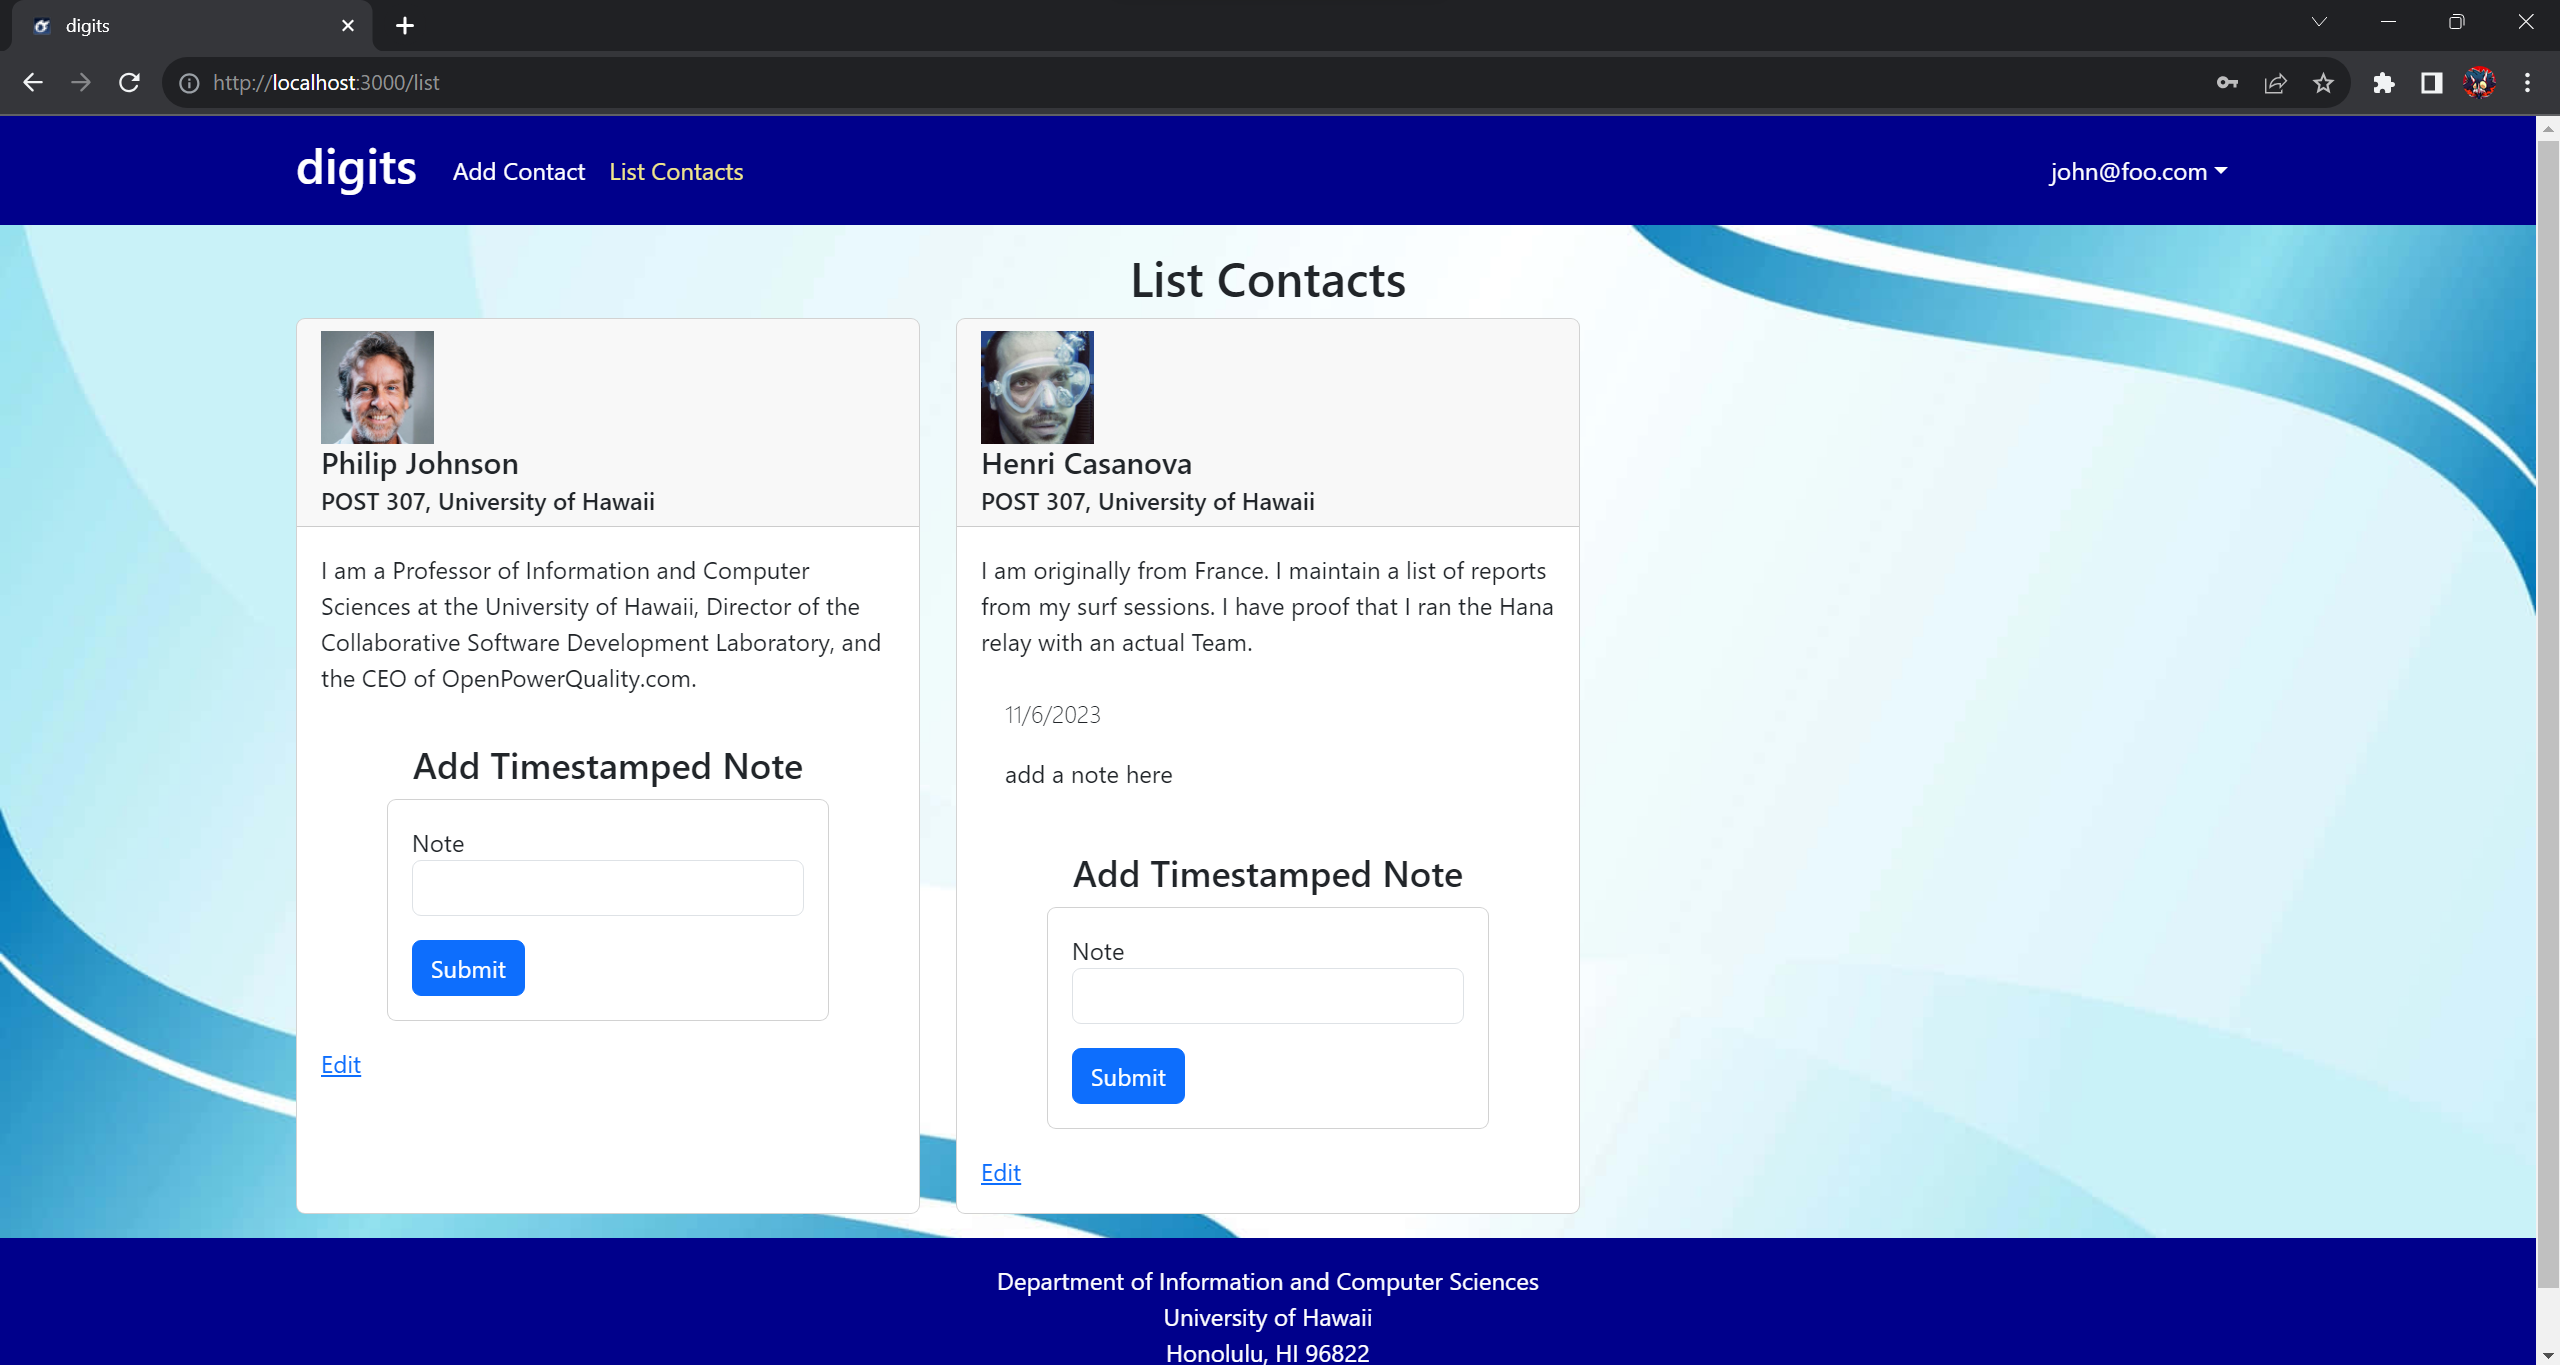 digits
http://localhost:3000/list
digits Add Contact List Contacts john@foo.com
List Contacts
Philip Johnson
POST 307, University of Hawaii
I am a Professor of Information and Computer
Sciences at the University of Hawaii, Director of the
Collaborative Software Development Laboratory, and
the CEO of OpenPowerQuality.com.
Add Timestamped Note
Note
Submit
Edit
Henri Casanova
POST 307, University of Hawaii
I am originally from France. I maintain a list of reports
from my surf sessions. I have proof that I ran the Hana
relay with an actual Team.
11/6/2023
add a note here
Add Timestamped Note
Note
Submit
Edit
Department of Information and Computer Sciences
University of Hawaii
Honolulu, HI 96822